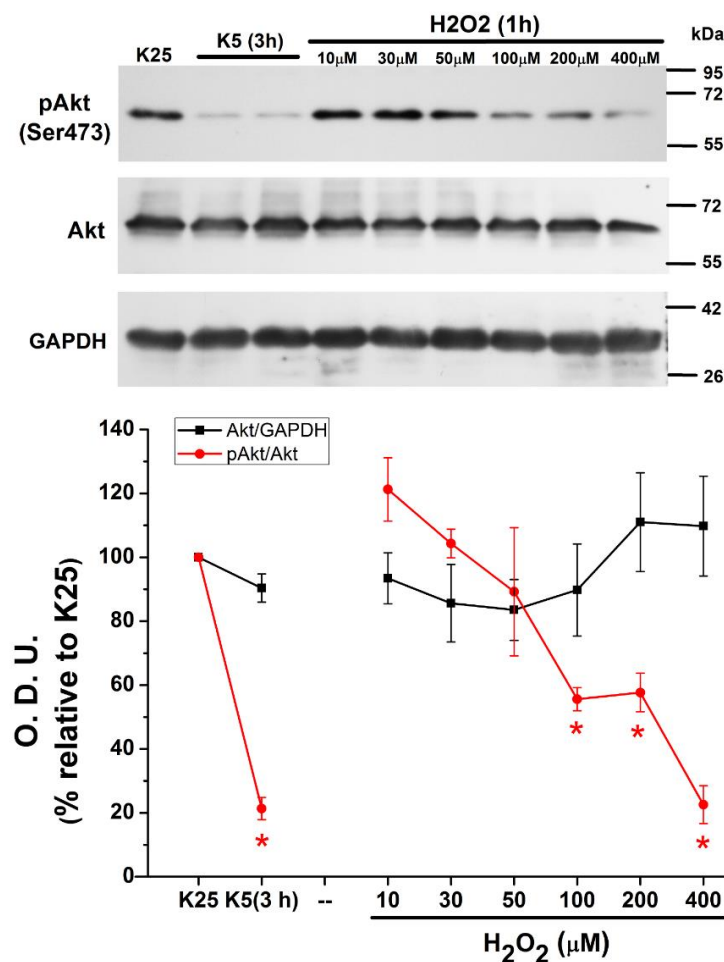 H2O2 (1h)
kDa
K25
K5 (3h)
10μM 30μM 50μM 100μM 200μM 400μM
pAkt
(Ser473)
95
72
55
Akt
72
55
GAPDH
42
26
O. D. U.
(% relative to K25)
140
120
100
80
60
40
20
0
Akt/GAPDH
pAkt/Akt
*
*
*
*
K25 K5(3 h) -- 10 30 50 100 200 400
H₂O₂ (μM)